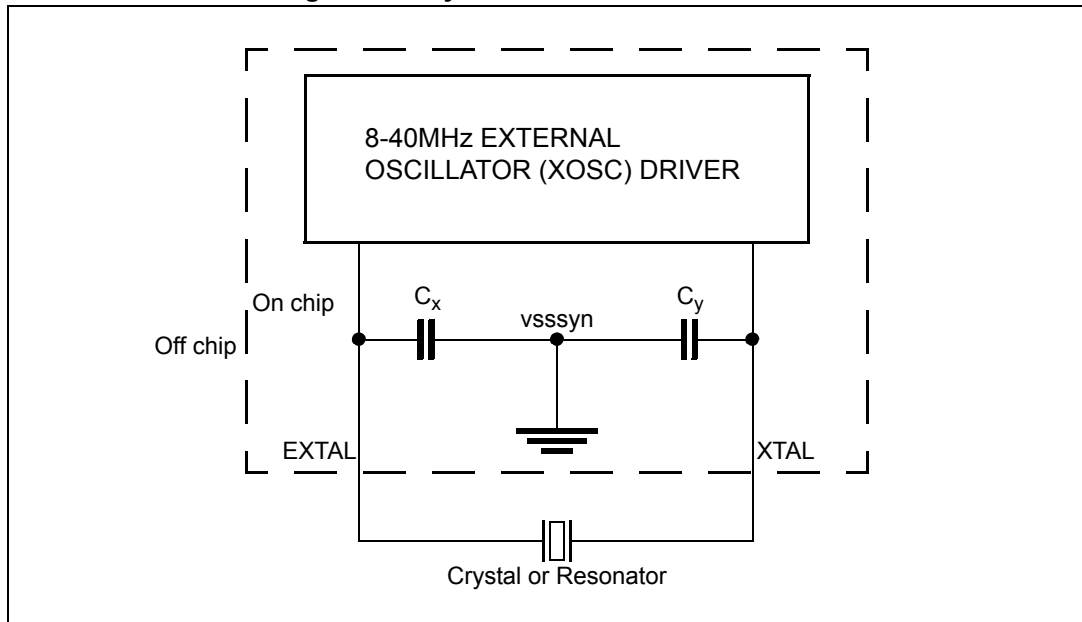 8-40MHz EXTERNAL
OSCILLATOR (XOSC) DRIVER
On chip
Cx
vsssyn
Cy
Off chip
EXTAL
XTAL
Crystal or Resonator